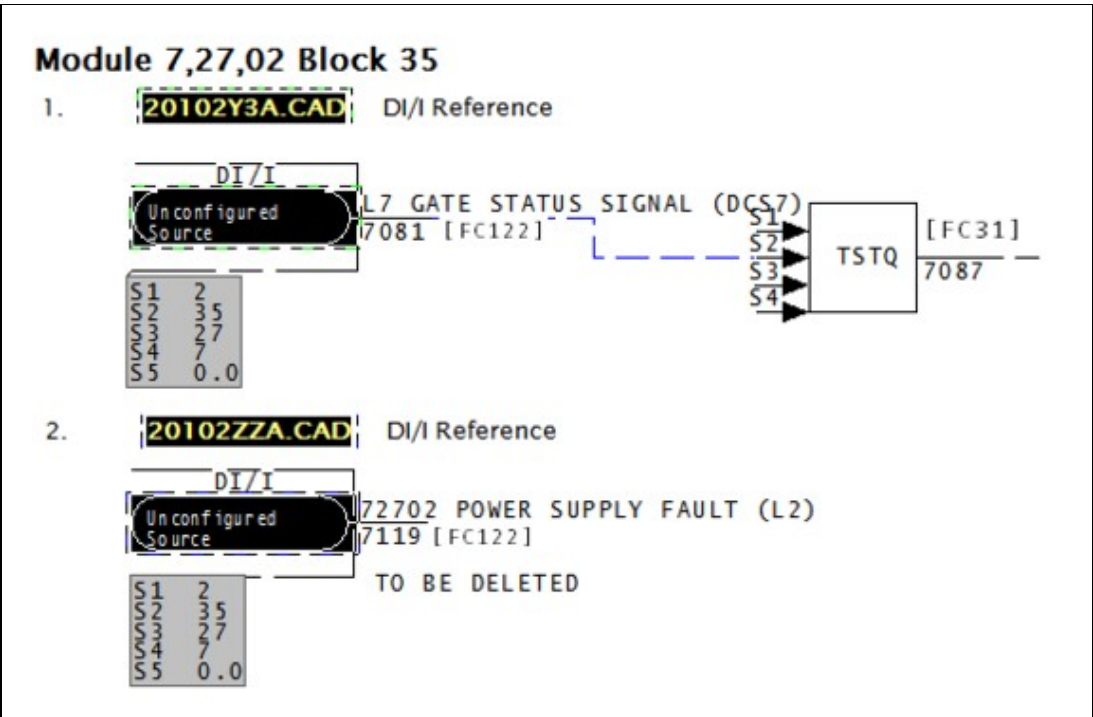 Module 7,27,02 Block 35
1. 20102Y3A.CAD DI/I Reference
DI/I
Unconfigured
Source
L7 GATE STATUS SIGNAL (DCS7)
7081 [FC122]
S1
S2
S3
S4
TSTQ
[FC31]
7087
S1 2
S2 35
S3 27
S4 7
S5 0.0
2. 20102ZZA.CAD DI/I Reference
DI/I
Unconfigured
Source
72702 POWER SUPPLY FAULT (L2)
7119 [FC122]
TO BE DELETED
S1 2
S2 35
S3 27
S4 7
S5 0.0